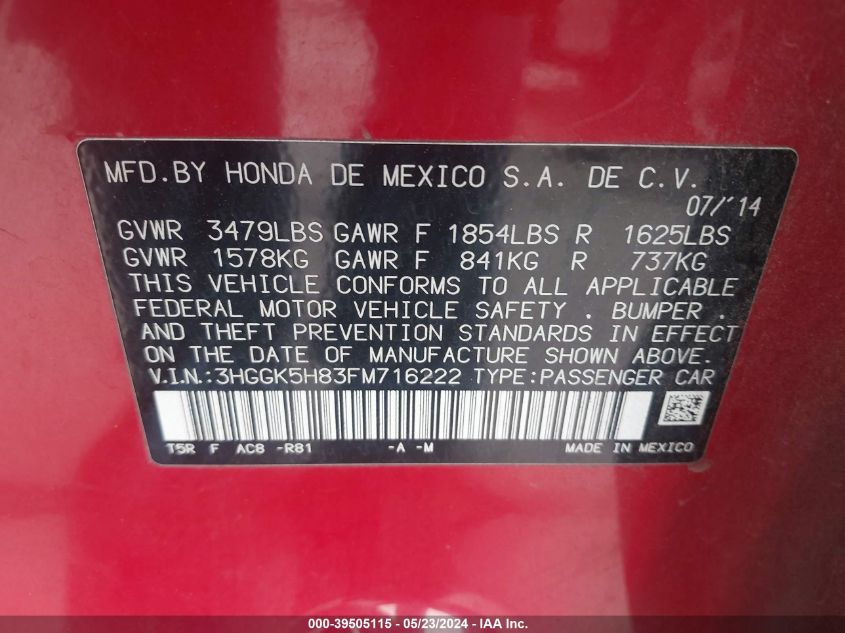 MFD.BY HONDA DE MEXICO S.A. DE C.V.
07/'14
GVWR 3479LBS GAWR F 1854LBS R 1625LBS
GVWR 1578KG GAWR F 841KG R 737KG
THIS VEHICLE CONFORMS TO ALL APPLICABLE
FEDERAL MOTOR VEHICLE SAFETY . BUMPER .
AND THEFT PREVENTION STANDARDS IN EFFECT
ON THE DATE OF MANUFACTURE SHOWN ABOVE.
V.I.N.:3HGGK5H83FM716222 TYPE:PASSENGER CAR
T5R F AC8 -R81 -A -M MADE IN MEXICO
000-39505115 - 05/23/2024 - IAAI.COM